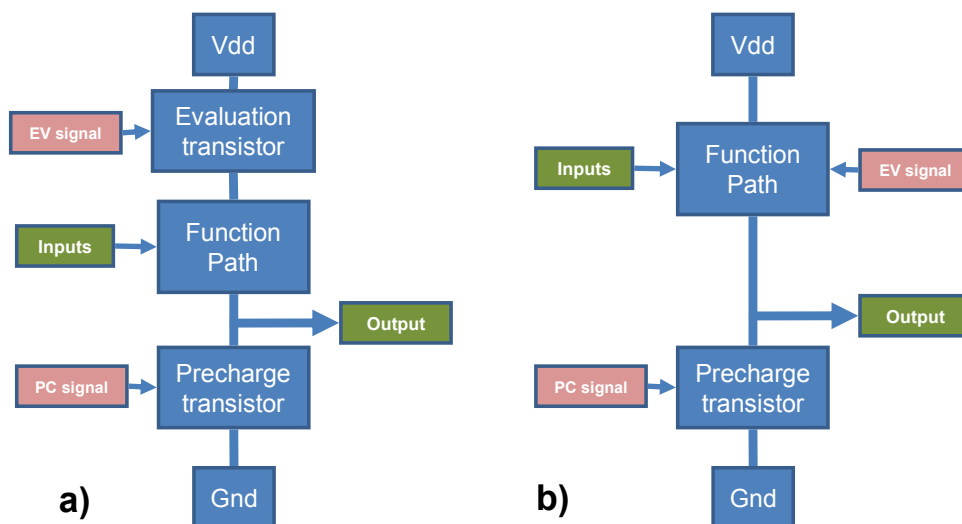 Vdd
Evaluation
transistor
EV signal
Function
Path
Inputs
Output
Precharge
transistor
PC signal
Gnd
a)
Vdd
Function
Path
Inputs
EV signal
Output
Precharge
transistor
PC signal
Gnd
b)